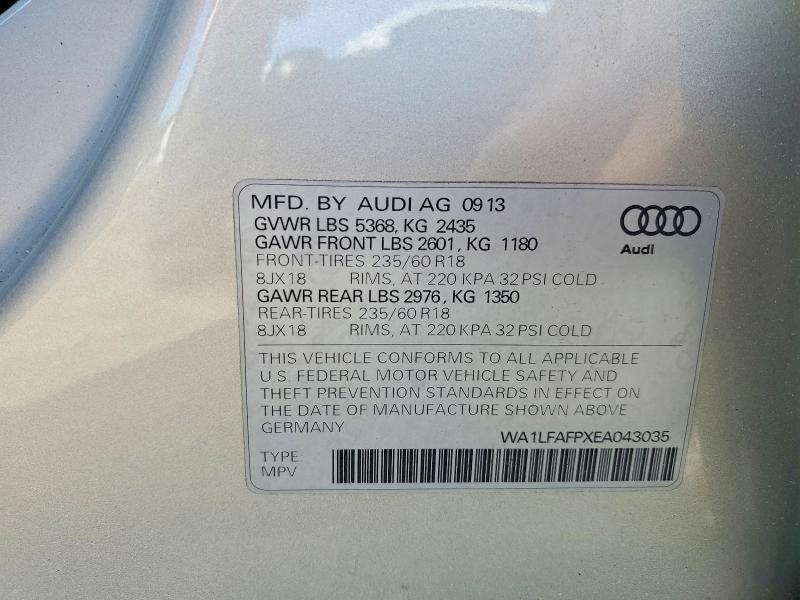 MFD. BY AUDI AG 09 13
GVWR LBS 5368, KG 2435
GAWR FRONT LBS 2601, KG 1180
FRONT-TIRES 235/60 R18
8JX18 RIMS, AT 220 KPA 32 PSI COLD
GAWR REAR LBS 2976, KG 1350
REAR-TIRES 235/60 R18
8JX18 RIMS, AT 220 KPA 32 PSI COLD
Audi
THIS VEHICLE CONFORMS TO ALL APPLICABLE
U.S. FEDERAL MOTOR VEHICLE SAFETY AND
THEFT PREVENTION STANDARDS IN EFFECT ON
THE DATE OF MANUFACTURE SHOWN ABOVE
GERMANY
WA1LFAFPXEA043035
TYPE:
MPV